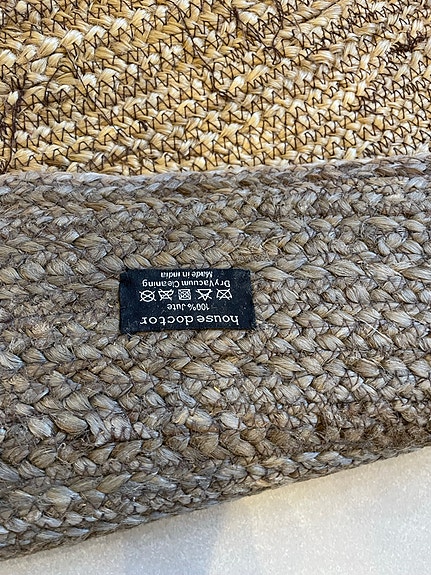 house doctor
100% Jute
Dry Vacuum Cleaning
Made in india